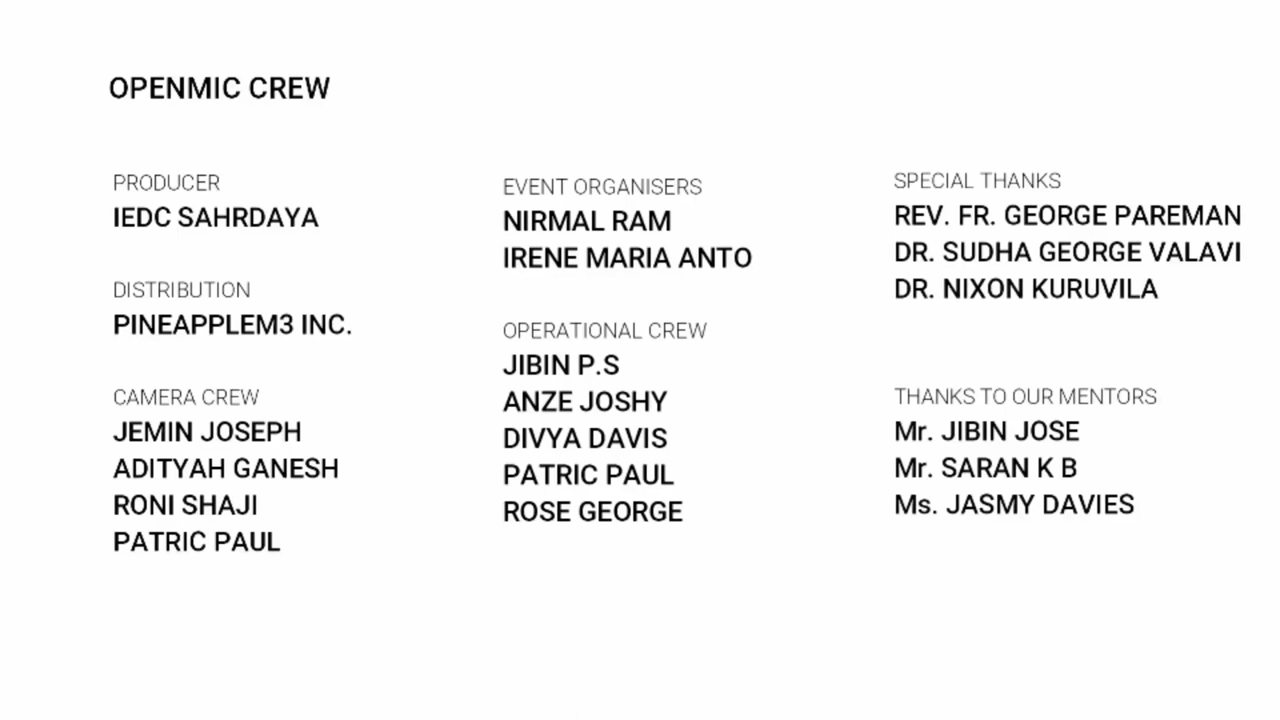 OPENMIC CREW
PRODUCER
IEDC SAHRDAYA
DISTRIBUTION
PINEAPPLEM3 INC.
CAMERA CREW
JEMIN JOSEPH
ADITYAH GANESH
RONI SHAJI
PATRIC PAUL
EVENT ORGANISERS
NIRMAL RAM
IRENE MARIA ANTO
OPERATIONAL CREW
JIBIN P.S
ANZE JOSHY
DIVYA DAVIS
PATRIC PAUL
ROSE GEORGE
SPECIAL THANKS
REV. FR. GEORGE PAREMAN
DR. SUDHA GEORGE VALAVI
DR. NIXON KURUVILA
THANKS TO OUR MENTORS
Mr. JIBIN JOSE
Mr. SARAN K B
Ms. JASMY DAVIES